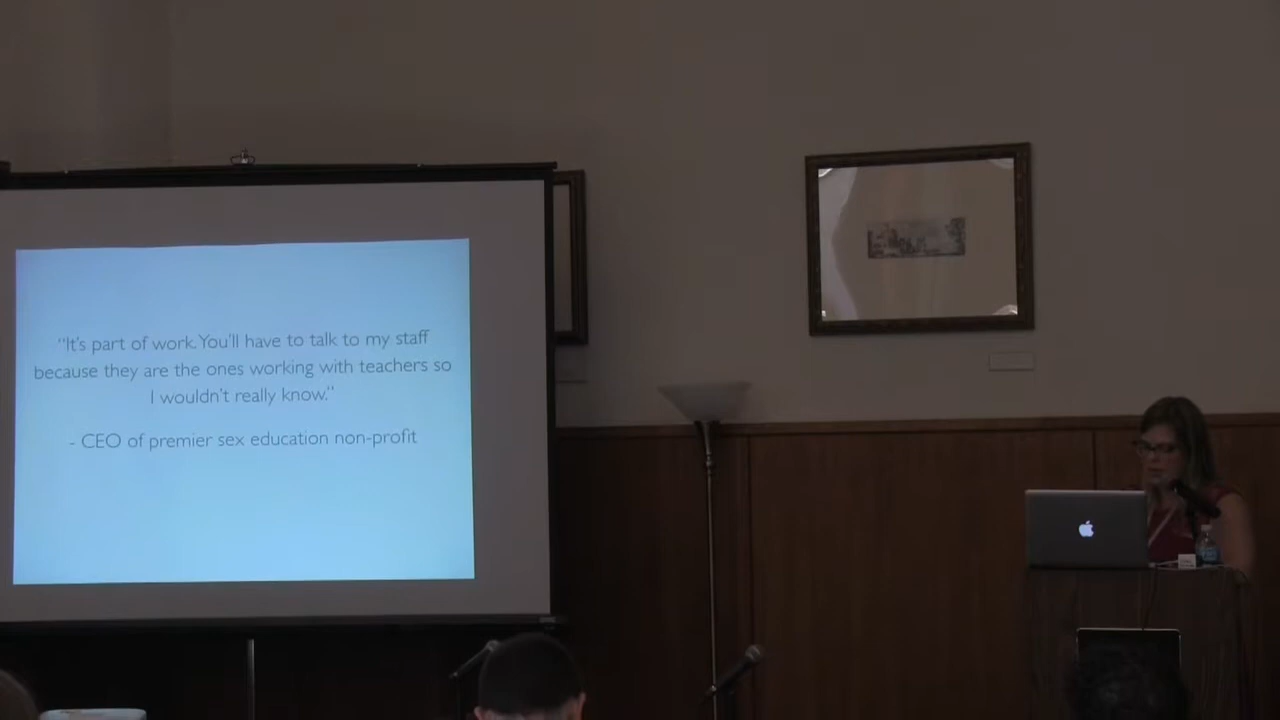 “It’s part of work. You’ll have to talk to my staff
because they are the ones working with teachers so
I wouldn’t really know.”
- CEO of premier sex education non-profit